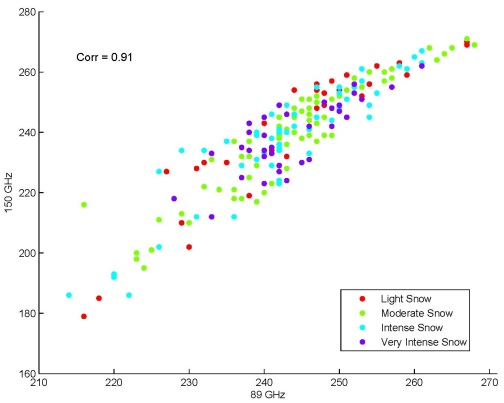 280
260
240
220
200
180
160
150 GHz
Corr = 0.91
Light Snow
Moderate Snow
Intense Snow
Very Intense Snow
210 220 230 240 250 260 270
89 GHz